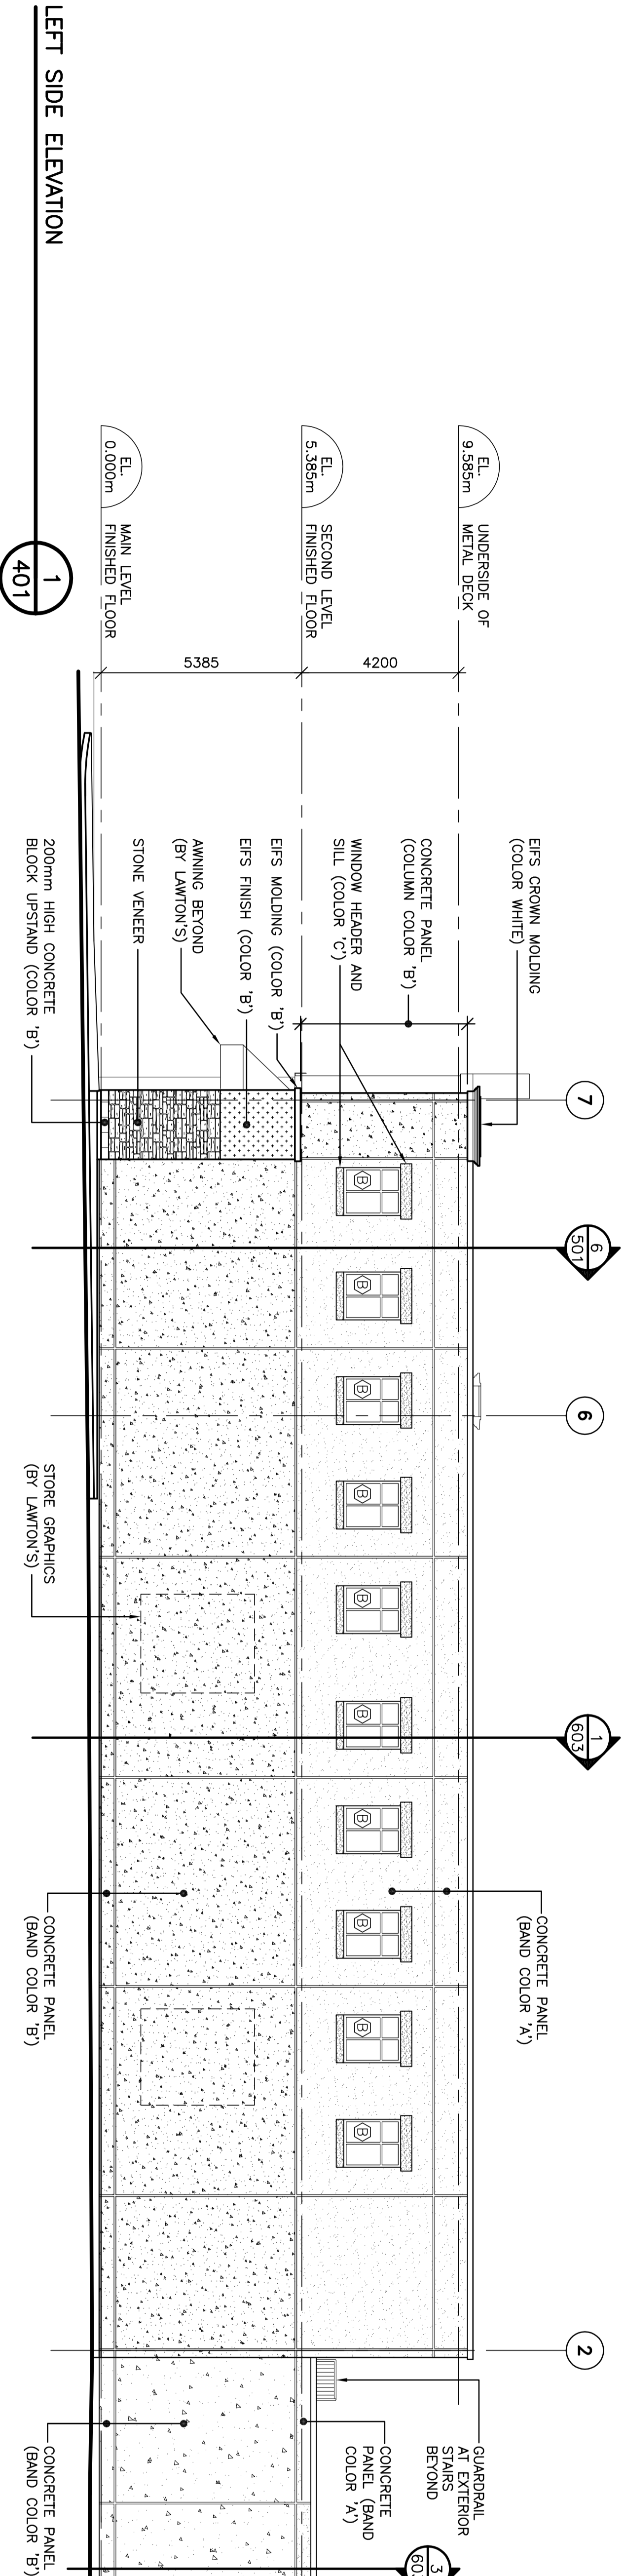 LEFT SIDE ELEVATION
1
401
EL.
9.585m
UNDERSIDE OF
METAL DECK
EL.
5.385m
SECOND LEVEL
FINISHED FLOOR
EL.
0.000m
MAIN LEVEL
FINISHED FLOOR
4200
5385
EIFS CROWN MOLDING
(COLOR WHITE)
CONCRETE PANEL
(COLUMN COLOR 'B')
WINDOW HEADER AND
SILL (COLOR 'C')
EIFS MOLDING (COLOR 'B')
EIFS FINISH (COLOR 'B')
AWNING BEYOND
(BY LAWTON'S)
STONE VENEER
200mm HIGH CONCRETE
BLOCK UPSTAND (COLOR 'B')
7
6
501
6
1
603
2
B
B
B
B
B
B
B
B
B
B
STORE GRAPHICS
(BY LAWTON'S)
CONCRETE PANEL
(BAND COLOR 'A')
CONCRETE PANEL
(BAND COLOR 'B')
GUARDRAIL
AT EXTERIOR
STAIRS
BEYOND
CONCRETE
PANEL (BAND
COLOR 'A')
CONCRETE PANEL
(BAND COLOR 'B')
3